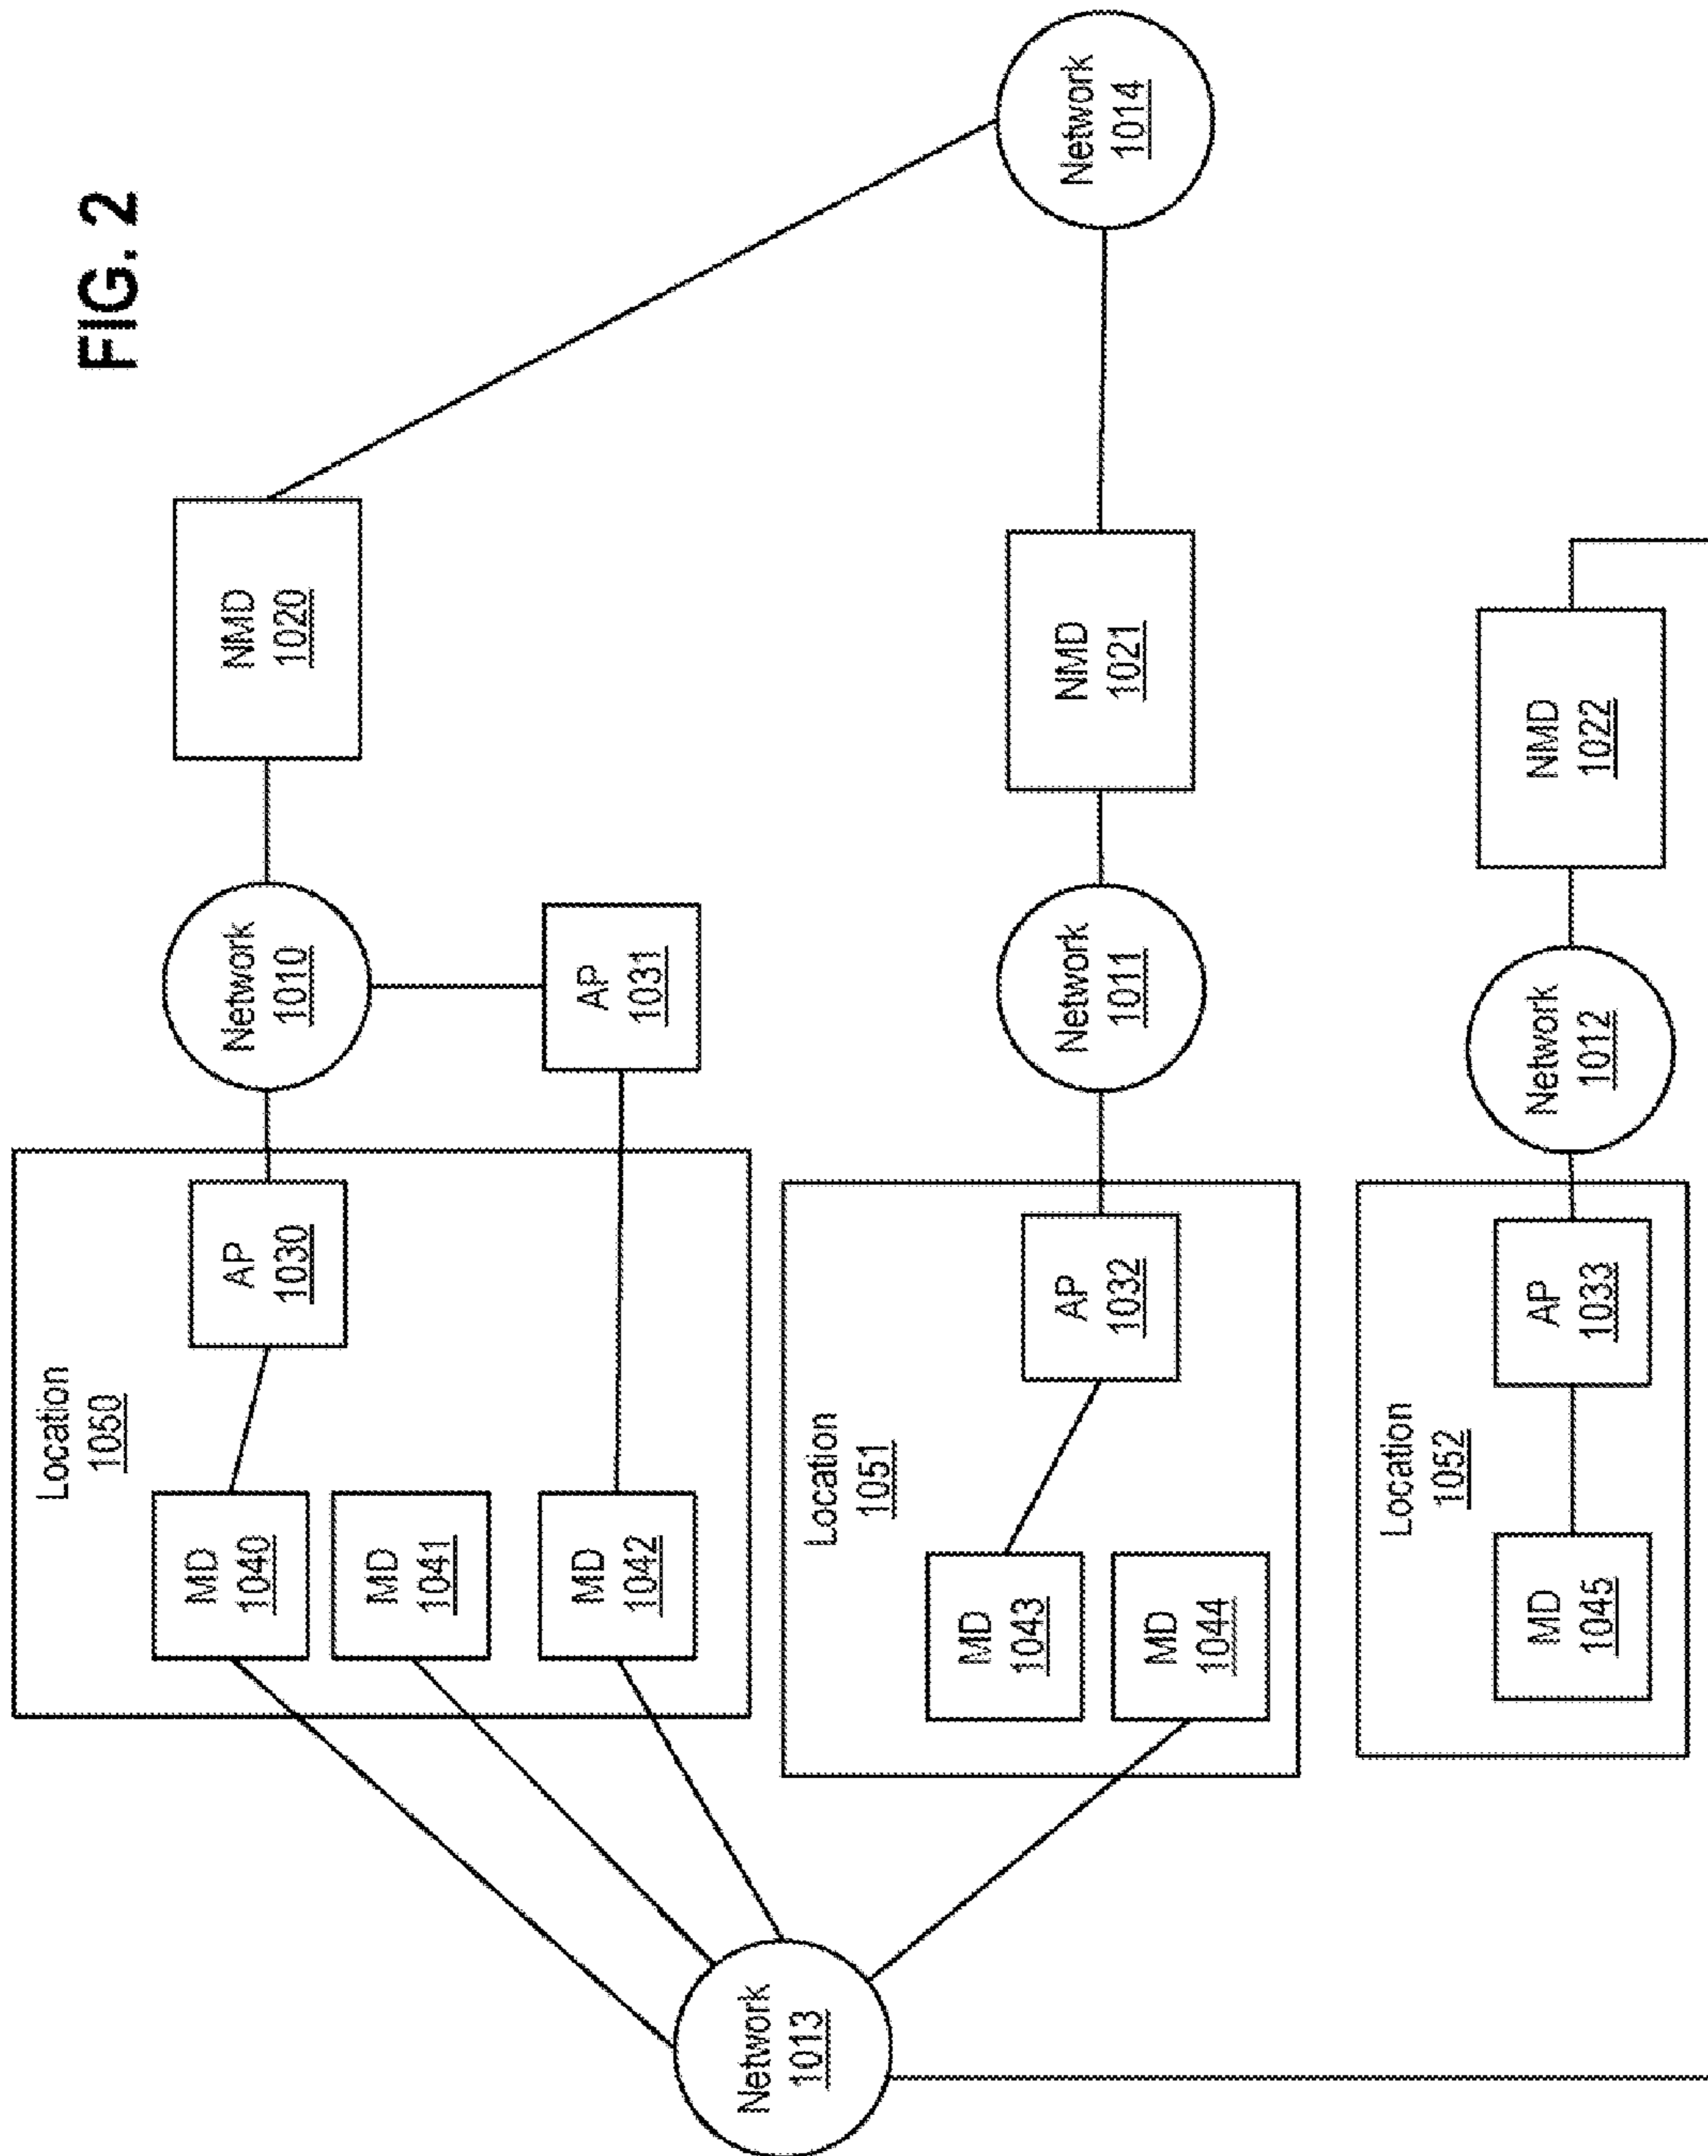 FIG. 2
Location
1050
MD
1040
MD
1041
MD
1042
AP
1030
Network
1010
AP
1031
NMD
1020
Network
1013
Location
1051
MD
1043
MD
1044
AP
1032
Network
1011
NMD
1021
Network
1014
Location
1052
MD
1045
AP
1033
Network
1012
NMD
1022